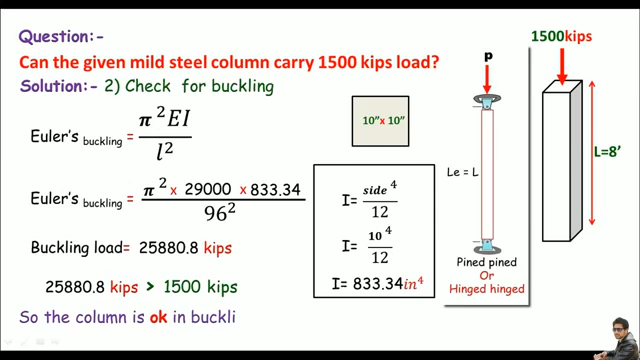 Question:-
Can the given mild steel column carry 1500 kips load?
Solution:- 2) Check for buckling
Euler's buckling = π²EI / l²
Euler's buckling = π² x 29000 x 833.34 / 96²
Buckling load= 25880.8 kips
25880.8 kips > 1500 kips
So the column is ok in buckli
10"x 10"
I= side⁴ / 12
I= 10⁴ / 12
I= 833.34in⁴
p
Le = L
Pined pined
Or
Hinged hinged
1500kips
L=8'